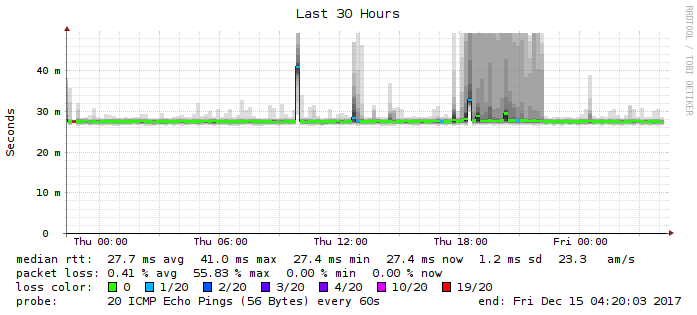 Last 30 Hours
RRDTOOL / TOBI OETIKER
Seconds
40 m
30 m
20 m
10 m
0
Thu 00:00 Thu 06:00 Thu 12:00 Thu 18:00 Fri 00:00
median rtt: 27.7 ms avg 41.0 ms max 27.4 ms min 27.4 ms now 1.2 ms sd 23.3 am/s
packet loss: 0.41 % avg 55.83 % max 0.00 % min 0.00 % now
loss color: 0 1/20 2/20 3/20 4/20 10/20 19/20
probe: 20 ICMP Echo Pings (56 Bytes) every 60s end: Fri Dec 15 04:20:03 2017